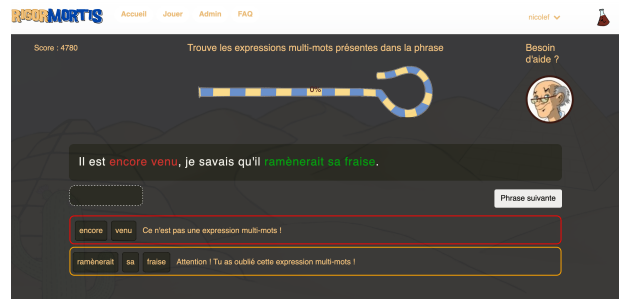 RIGORMORTIS Accueil Jouer Admin FAQ nicolef
Score : 4780 Trouve les expressions multi-mots présentes dans la phrase Besoin
d'aide ?
0%
Il est encore venu, je savais qu'il ramènerait sa fraise.
Phrase suivante
encore venu Ce n'est pas une expression multi-mots !
ramènerait sa fraise Attention ! Tu as oublié cette expression multi-mots !